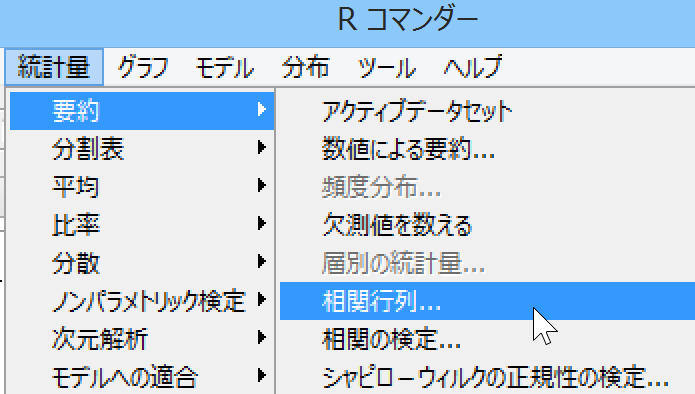 R コマンダー
統計量 グラフ モデル 分布 ツール ヘルプ
要約
分割表
平均
比率
分散
ノンパラメトリック検定
次元解析
モデルへの適合
アクティブデータセット
数値による要約...
頻度分布...
欠測値を数える
層別の統計量...
相関行列...
相関の検定...
シャピローウィルクの正規性の検定...